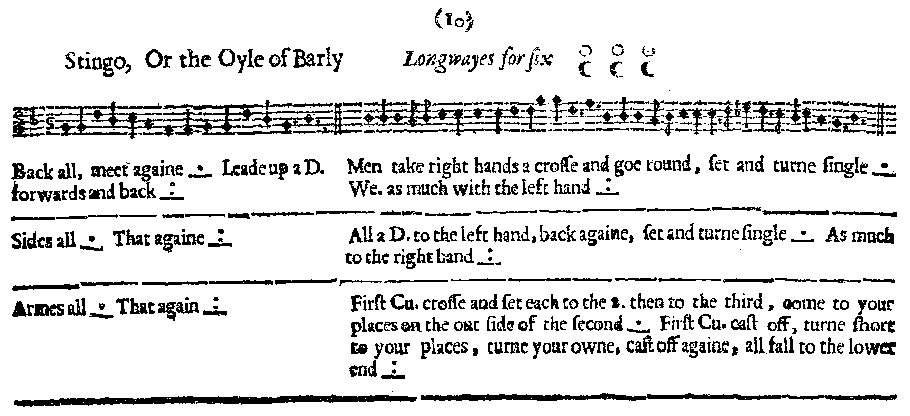 (10)
Stingo, Or the Oyle of Barly Longwayes for ſix
Back all, meet againe Leade up a D.
forwards and back
Men take right hands a croſſe and goe round, ſet and turne ſingle
We. as much with the left hand
Sides all That againe
All a D. to the left hand, back againe, ſet and turne ſingle As much
to the right hand
Armes all That again
Firſt Cu. croſſe and ſet each to the 2. then to the third, come to your
places on the out ſide of the ſecond Firſt Cu. caſt off, turne ſhort
to your places, turne your owne, caſt off againe, all fall to the lower
end